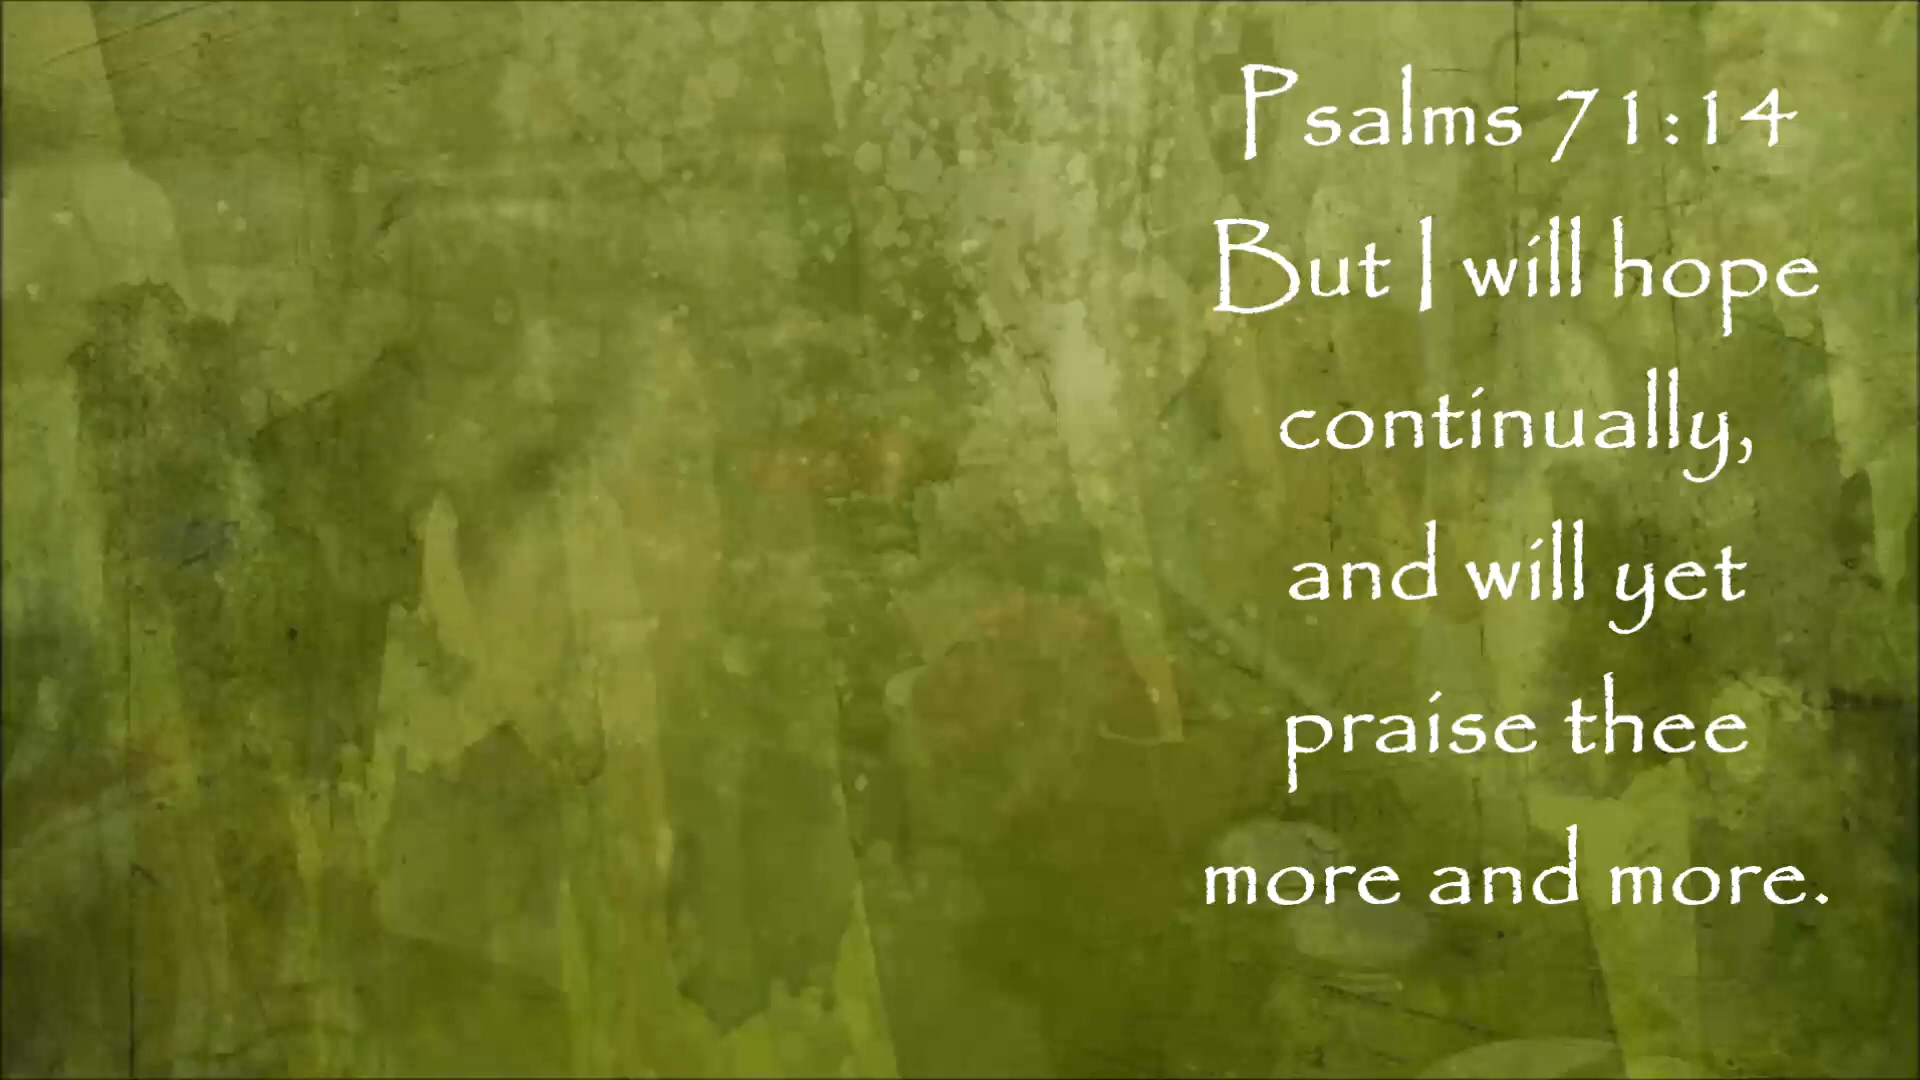 Psalms 71:14
But I will hope
continually,
and will yet
praise thee
more and more.